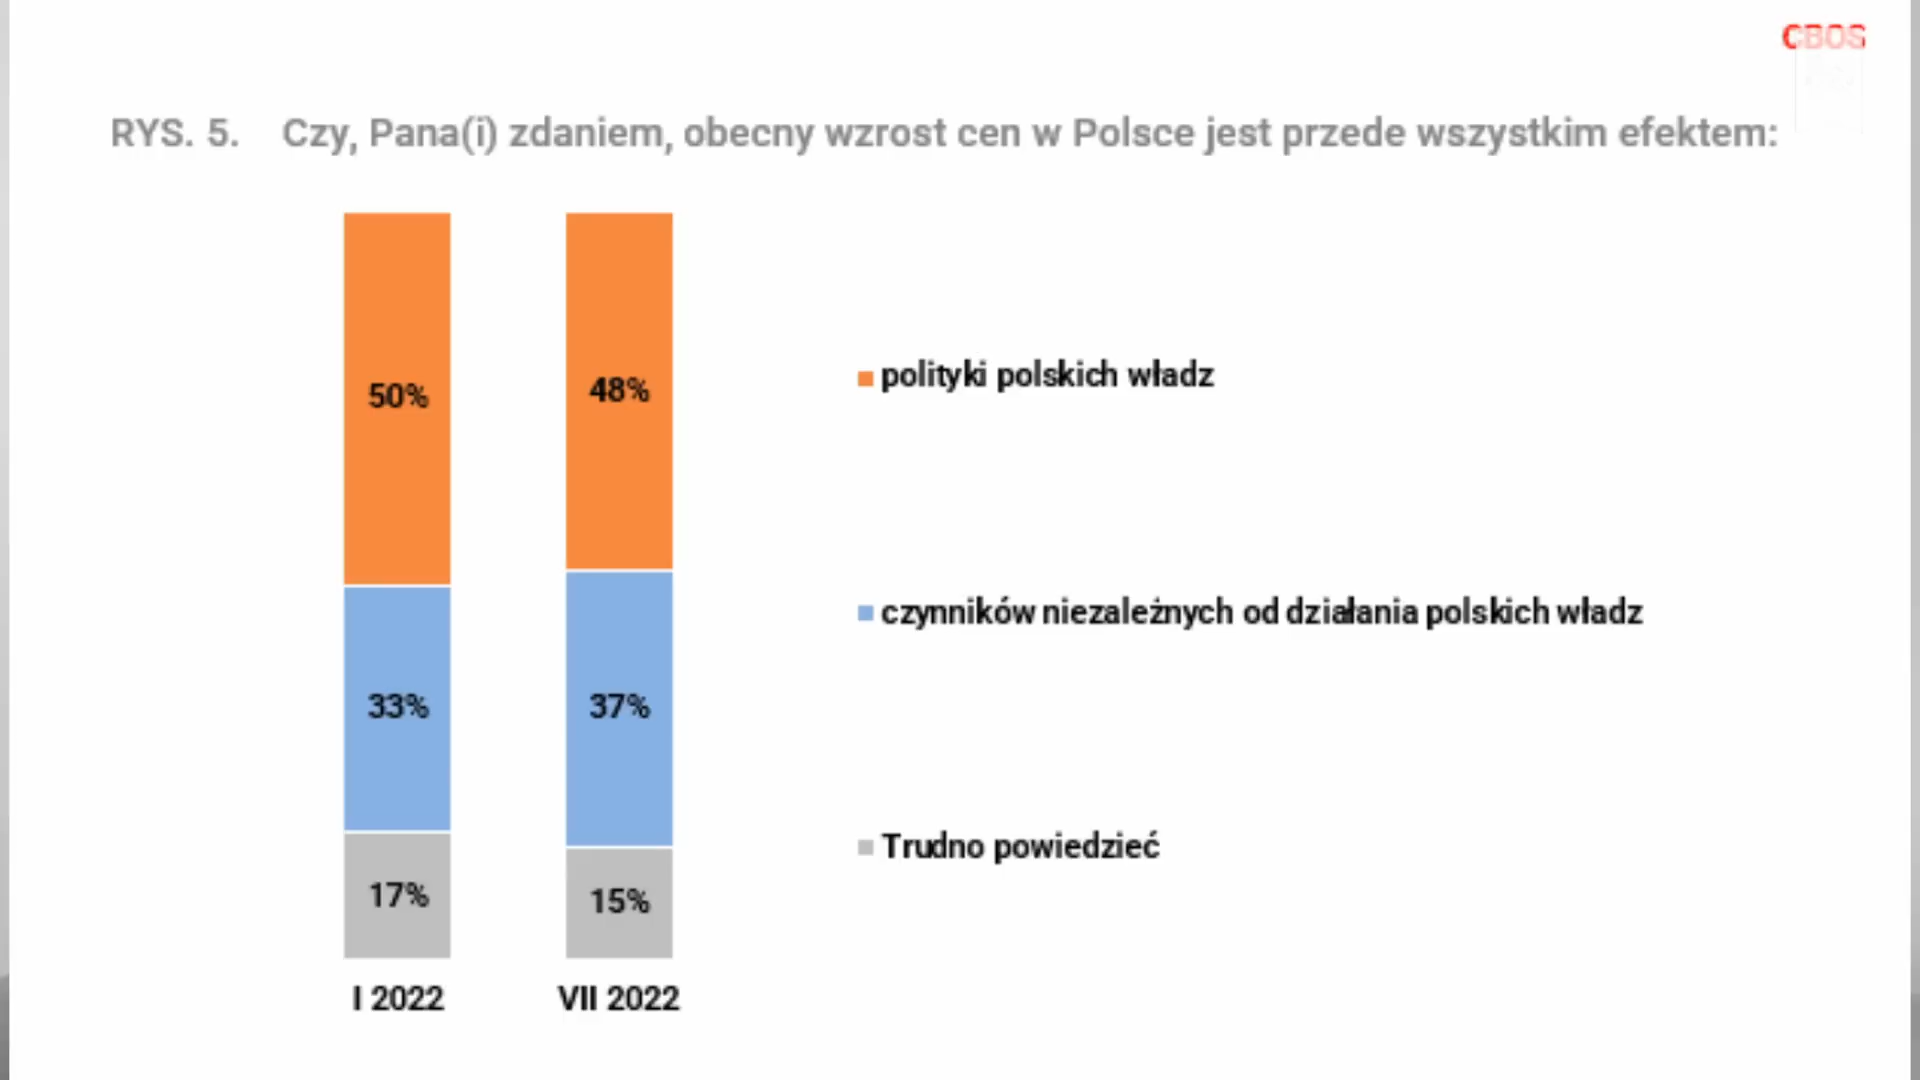 CBOS
RYS. 5. Czy, Pana(i) zdaniem, obecny wzrost cen w Polsce jest przede wszystkim efektem:
50%
48%
polityki polskich władz
33%
37%
czynników niezależnych od działania polskich władz
17%
15%
Trudno powiedzieć
I 2022
VII 2022